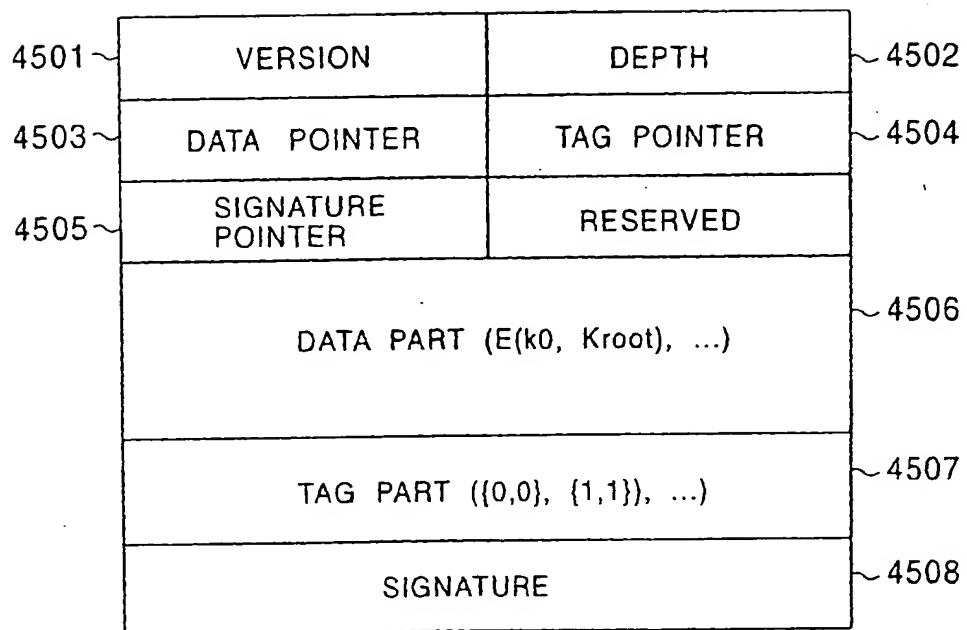 4501 VERSION DEPTH 4502
4503 DATA POINTER TAG POINTER 4504
4505 SIGNATURE POINTER RESERVED
DATA PART (E(k0, Kroot), ...) 4506
TAG PART ({0,0}, {1,1}), ...) 4507
SIGNATURE 4508